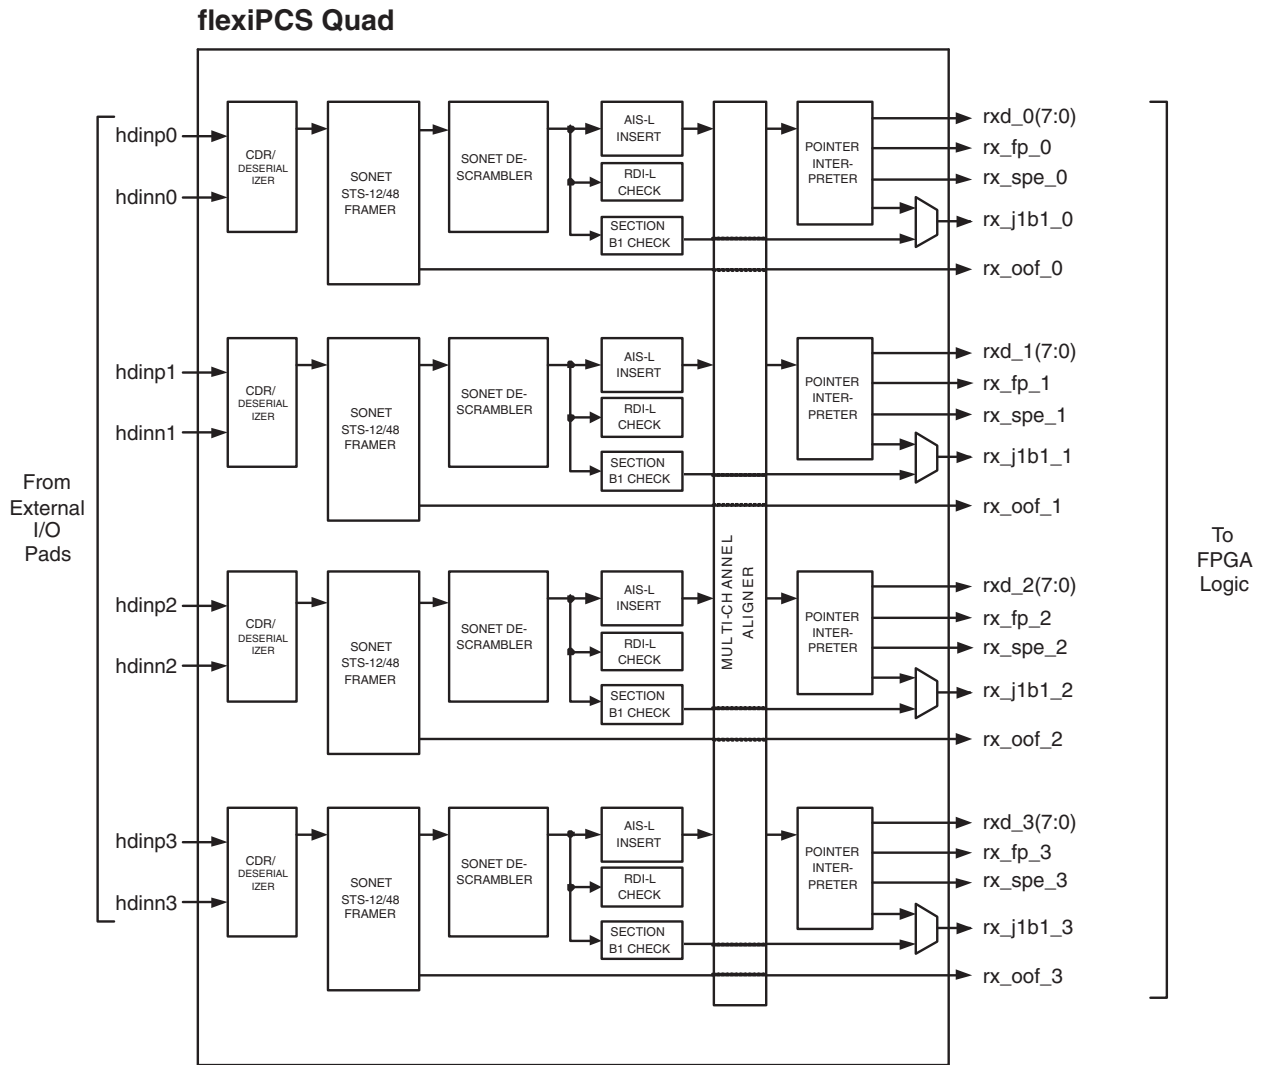 flexiPCS Quad
hdinp0
hdinn0
CDR/
DESERIAL
IZER
SONET
STS-12/48
FRAMER
SONET DE-
SCRAMBLER
AIS-L
INSERT
RDI-L
CHECK
SECTION
B1 CHECK
POINTER
INTER-
PRETER
rxd_0(7:0)
rx_fp_0
rx_spe_0
rx_j1b1_0
rx_oof_0
hdinp1
hdinn1
CDR/
DESERIAL
IZER
SONET
STS-12/48
FRAMER
SONET DE-
SCRAMBLER
AIS-L
INSERT
RDI-L
CHECK
SECTION
B1 CHECK
POINTER
INTER-
PRETER
rxd_1(7:0)
rx_fp_1
rx_spe_1
rx_j1b1_1
rx_oof_1
From
External
I/O
Pads
MULTI-CHANNEL
ALIGNER
To
FPGA
Logic
hdinp2
hdinn2
CDR/
DESERIAL
IZER
SONET
STS-12/48
FRAMER
SONET DE-
SCRAMBLER
AIS-L
INSERT
RDI-L
CHECK
SECTION
B1 CHECK
POINTER
INTER-
PRETER
rxd_2(7:0)
rx_fp_2
rx_spe_2
rx_j1b1_2
rx_oof_2
hdinp3
hdinn3
CDR/
DESERIAL
IZER
SONET
STS-12/48
FRAMER
SONET DE-
SCRAMBLER
AIS-L
INSERT
RDI-L
CHECK
SECTION
B1 CHECK
POINTER
INTER-
PRETER
rxd_3(7:0)
rx_fp_3
rx_spe_3
rx_j1b1_3
rx_oof_3